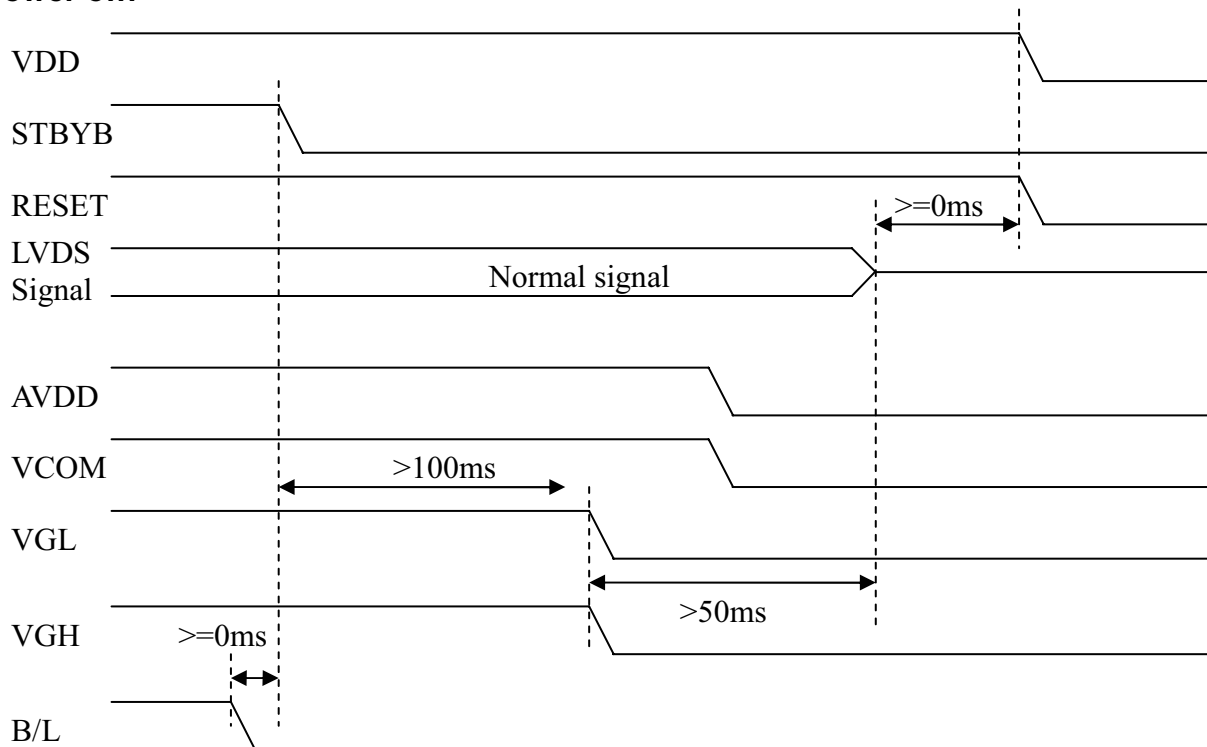 VDD
STBYB
RESET
>=0ms
LVDS
Signal
Normal signal
AVDD
VCOM
>100ms
VGL
>50ms
VGH
>=0ms
B/L